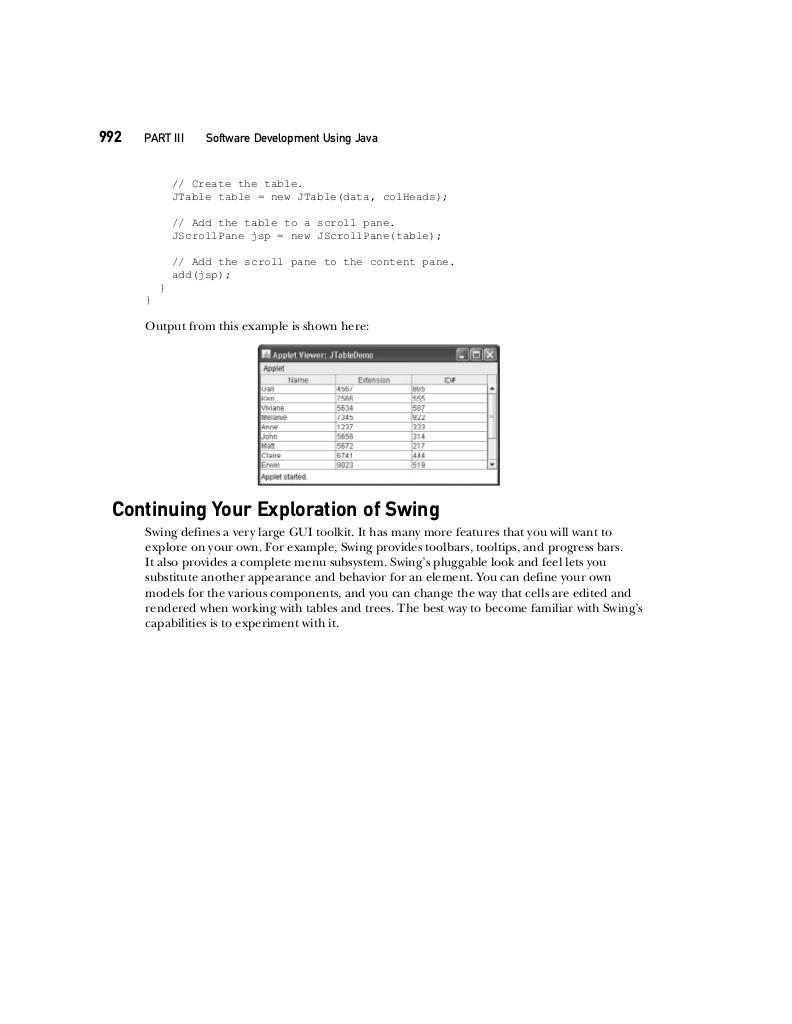 992 PART III Software Development Using Java
// Create the table.
JTable table = new JTable(data, colHeads);
// Add the table to a scroll pane.
JScrollPane jsp = new JScrollPane(table);
// Add the scroll pane to the content pane.
add(jsp);
}
}
Output from this example is shown here:
Applet Viewer: JTableDemo
Applet
Name Extension ID#
Gail 4567 865
Ken 7566 555
Viviane 5634 587
Melanie 7345 922
Anne 1237 333
John 5656 314
Matt 5672 217
Claire 6741 444
Erwin 9023 519
Applet started.
Continuing Your Exploration of Swing
Swing defines a very large GUI toolkit. It has many more features that you will want to
explore on your own. For example, Swing provides toolbars, tooltips, and progress bars.
It also provides a complete menu subsystem. Swing’s pluggable look and feel lets you
substitute another appearance and behavior for an element. You can define your own
models for the various components, and you can change the way that cells are edited and
rendered when working with tables and trees. The best way to become familiar with Swing’s
capabilities is to experiment with it.